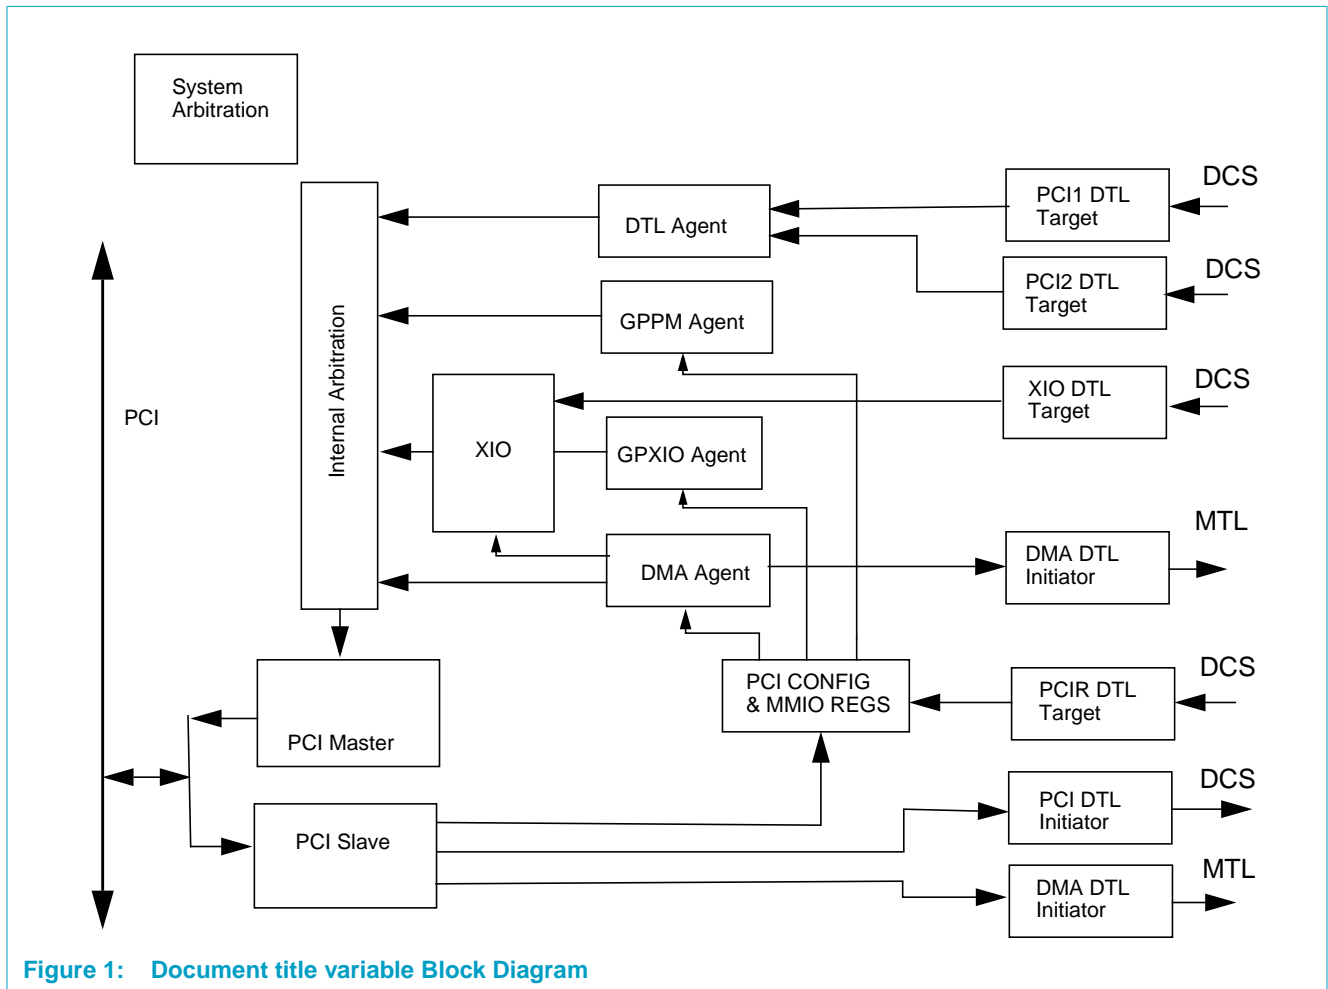 System
Arbitration
DCS
PCI1 DTL
Target
DTL Agent
DCS
PCI2 DTL
Target
GPPM Agent
Internal Arbitration
DCS
XIO DTL
Target
PCI
XIO
GPXIO Agent
MTL
DMA DTL
Initiator
DMA Agent
DCS
PCI CONFIG
& MMIO REGS
PCIR DTL
Target
PCI Master
DCS
PCI DTL
Initiator
PCI Slave
MTL
DMA DTL
Initiator
Figure 1: Document title variable Block Diagram